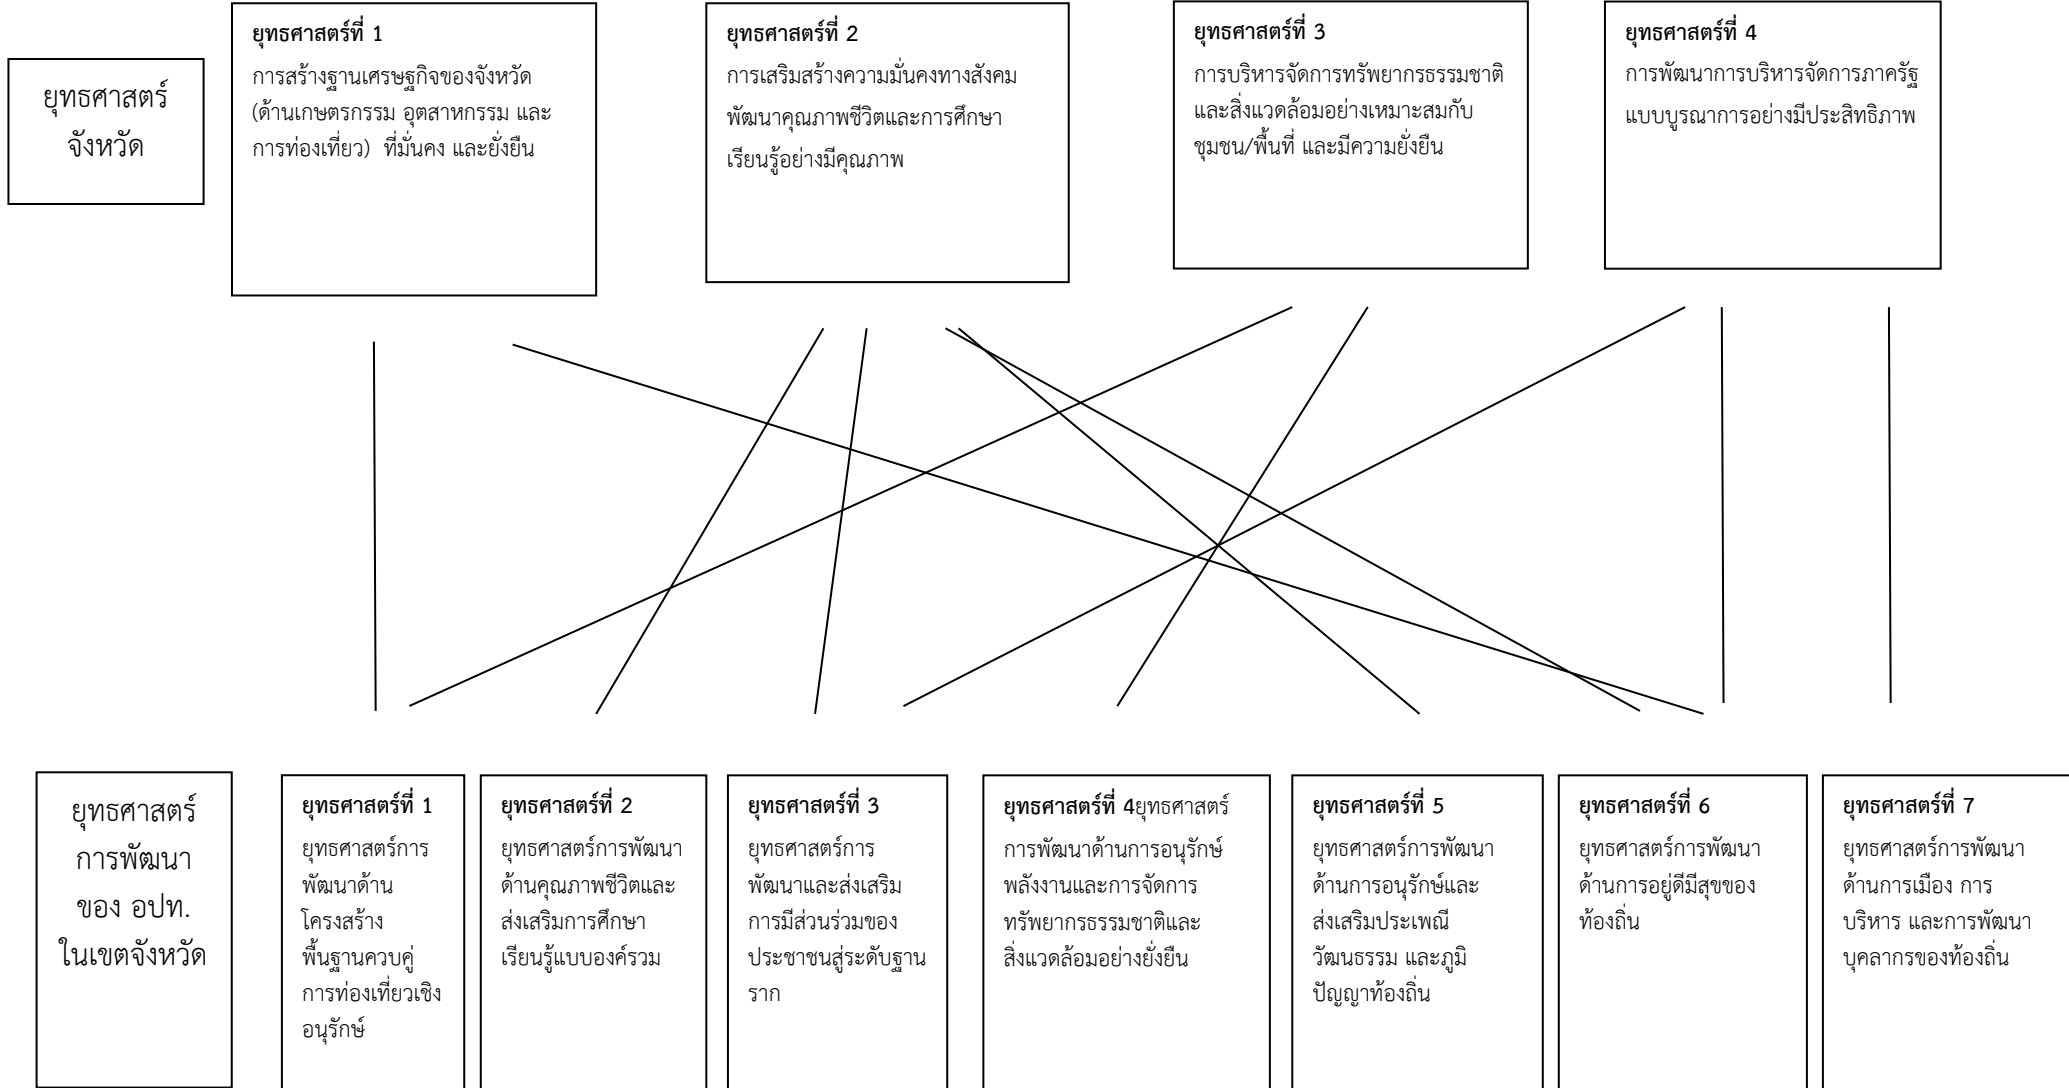 ยุทธศาสตร์
จังหวัด
ยุทธศาสตร์ที่ 1
การสร้างฐานเศรษฐกิจของจังหวัด
(ด้านเกษตรกรรม อุตสาหกรรม และ
การท่องเที่ยว)  ที่มั่นคง และยั่งยืน
ยุทธศาสตร์ที่ 2
การเสริมสร้างความมั่นคงทางสังคม
พัฒนาคุณภาพชีวิตและการศึกษา
เรียนรู้อย่างมีคุณภาพ
ยุทธศาสตร์ที่ 3
การบริหารจัดการทรัพยากรธรรมชาติ
และสิ่งแวดล้อมอย่างเหมาะสมกับ
ชุมชน/พื้นที่ และมีความยั่งยืน
ยุทธศาสตร์ที่ 4
การพัฒนาการบริหารจัดการภาครัฐ
แบบบูรณาการอย่างมีประสิทธิภาพ
ยุทธศาสตร์
การพัฒนา
ของ อปท.
ในเขตจังหวัด
ยุทธศาสตร์ที่ 1
ยุทธศาสตร์การ
พัฒนาด้าน
โครงสร้าง
พื้นฐานควบคู่
การท่องเที่ยวเชิง
อนุรักษ์
ยุทธศาสตร์ที่ 2
ยุทธศาสตร์การพัฒนา
ด้านคุณภาพชีวิตและ
ส่งเสริมการศึกษา
เรียนรู้แบบองค์รวม
ยุทธศาสตร์ที่ 3
ยุทธศาสตร์การ
พัฒนาและส่งเสริม
การมีส่วนร่วมของ
ประชาชนสู่ระดับฐาน
ราก
ยุทธศาสตร์ที่ 4ยุทธศาสตร์
การพัฒนาด้านการอนุรักษ์
พลังงานและการจัดการ
ทรัพยากรธรรมชาติและ
สิ่งแวดล้อมอย่างยั่งยืน
ยุทธศาสตร์ที่ 5
ยุทธศาสตร์การพัฒนา
ด้านการอนุรักษ์และ
ส่งเสริมประเพณี
วัฒนธรรม และภูมิ
ปัญญาท้องถิ่น
ยุทธศาสตร์ที่ 6
ยุทธศาสตร์การพัฒนา
ด้านการอยู่ดีมีสุขของ
ท้องถิ่น
ยุทธศาสตร์ที่ 7
ยุทธศาสตร์การพัฒนา
ด้านการเมือง การ
บริหาร และการพัฒนา
บุคลากรของท้องถิ่น